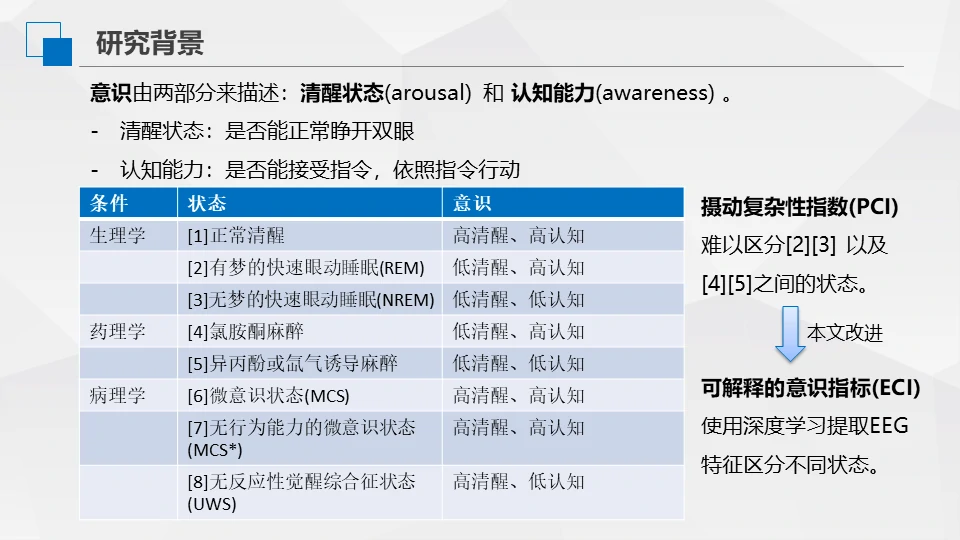 研究背景
意识由两部分来描述：清醒状态(arousal) 和 认知能力(awareness) 。
- 清醒状态：是否能正常睁开双眼
- 认知能力：是否能接受指令，依照指令行动
条件 状态 意识
生理学 [1]正常清醒 高清醒、高认知
[2]有梦的快速眼动睡眠(REM) 低清醒、高认知
[3]无梦的快速眼动睡眠(NREM) 低清醒、低认知
药理学 [4]氯胺酮麻醉 低清醒、高认知
[5]异丙酚或氙气诱导麻醉 低清醒、低认知
病理学 [6]微意识状态(MCS) 高清醒、高认知
[7]无行为能力的微意识状态 高清醒、高认知
(MCS*)
[8]无反应性觉醒综合征状态 高清醒、低认知
(UWS)
摄动复杂性指数(PCI)
难以区分[2][3] 以及
[4][5]之间的状态。
本文改进
可解释的意识指标(ECI)
使用深度学习提取EEG
特征区分不同状态。